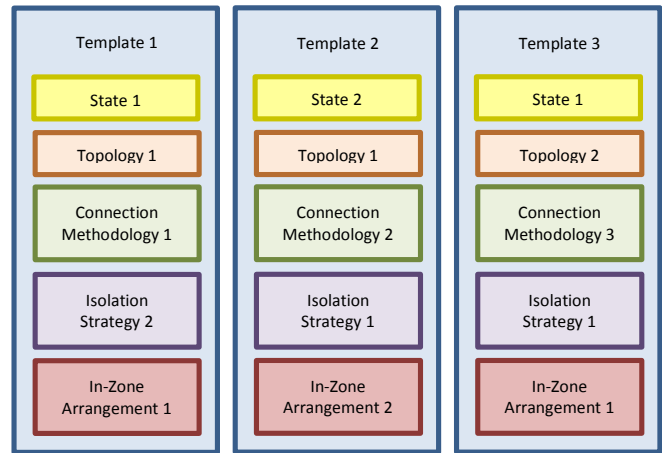 Template 1
State 1
Topology 1
Connection
Methodology 1
Isolation
Strategy 2
In-Zone
Arrangement 1
Template 2
State 2
Topology 1
Connection
Methodology 2
Isolation
Strategy 1
In-Zone
Arrangement 2
Template 3
State 1
Topology 2
Connection
Methodology 3
Isolation
Strategy 1
In-Zone
Arrangement 1